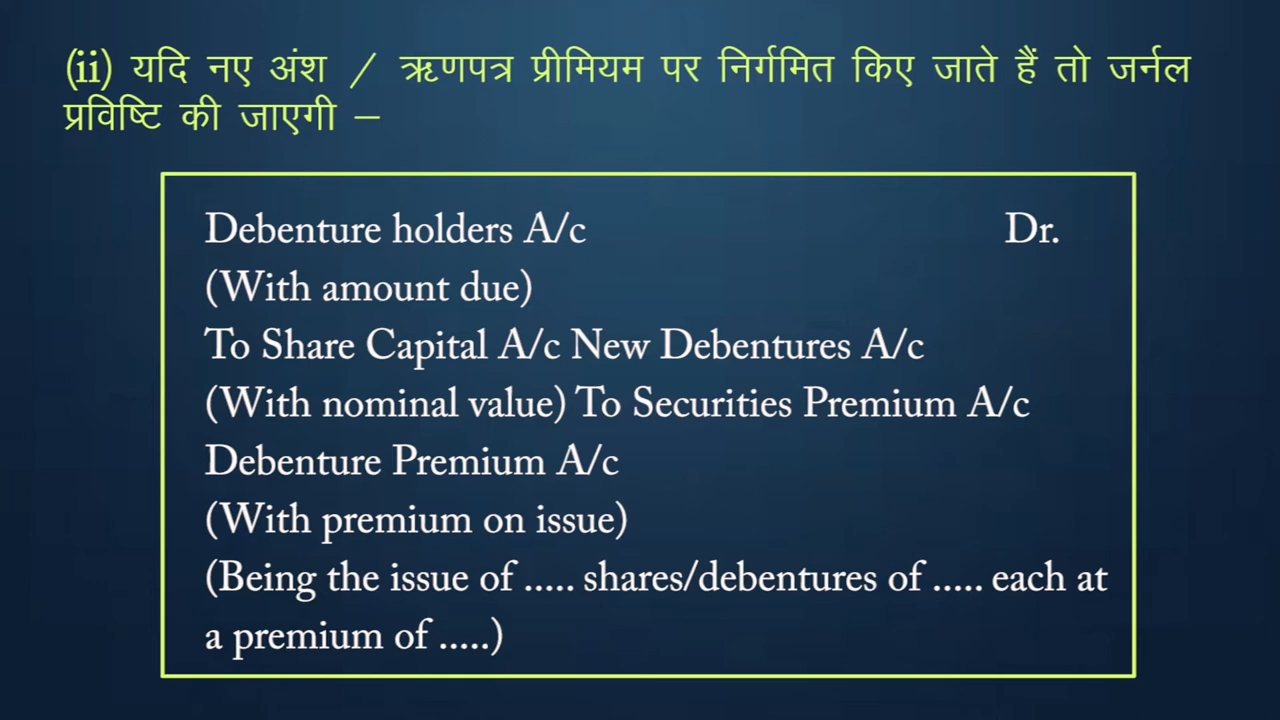 (ii) यदि नए अंश / ऋणपत्र प्रीमियम पर निर्गमित किए जाते हैं तो जर्नल
प्रविष्टि की जाएगी –
Debenture holders A/c Dr.
(With amount due)
To Share Capital A/c New Debentures A/c
(With nominal value) To Securities Premium A/c
Debenture Premium A/c
(With premium on issue)
(Being the issue of ..... shares/debentures of ..... each at
a premium of .....)